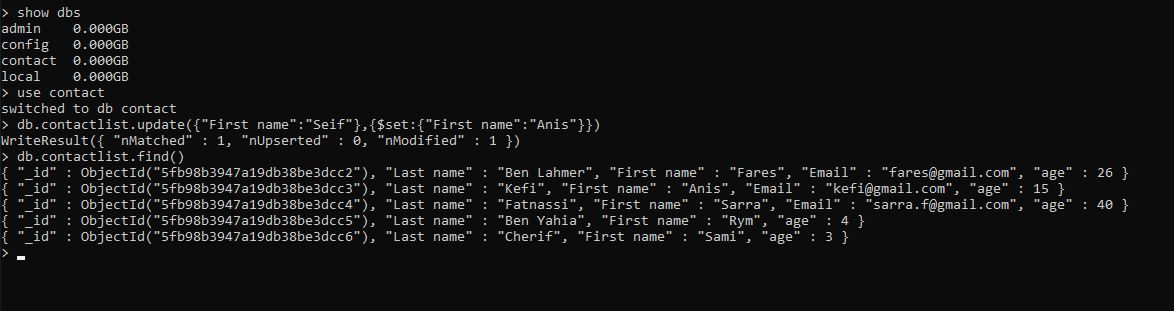 > show dbs
admin   0.000GB
config   0.000GB
contact  0.000GB
local    0.000GB
> use contact
switched to db contact
> db.contactlist.update({"First name":"Seif"},{$set:{"First name":"Anis"}})
WriteResult({ "nMatched" : 1, "nUpserted" : 0, "nModified" : 1 })
> db.contactlist.find()
{ "_id" : ObjectId("5fb98b3947a19db38be3dcc2"), "Last name" : "Ben Lahmer", "First name" : "Fares", "Email" : "fares@gmail.com", "age" : 26 }
{ "_id" : ObjectId("5fb98b3947a19db38be3dcc3"), "Last name" : "Kefi", "First name" : "Anis", "Email" : "kefi@gmail.com", "age" : 15 }
{ "_id" : ObjectId("5fb98b3947a19db38be3dcc4"), "Last name" : "Fatnassi", "First name" : "Sarra", "Email" : "sarra.f@gmail.com", "age" : 40 }
{ "_id" : ObjectId("5fb98b3947a19db38be3dcc5"), "Last name" : "Ben Yahia", "First name" : "Rym", "age" : 4 }
{ "_id" : ObjectId("5fb98b3947a19db38be3dcc6"), "Last name" : "Cherif", "First name" : "Sami", "age" : 3 }
>